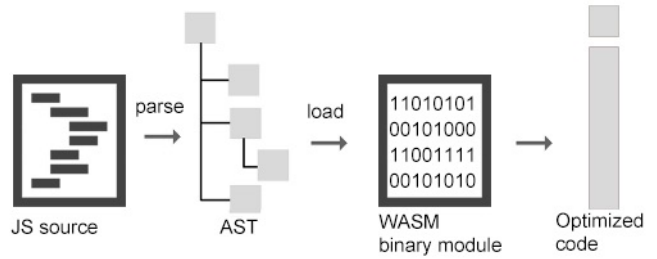 parse
load
11010101
00101000
11001111
00101010
JS source
AST
WASM
binary module
Optimized
code